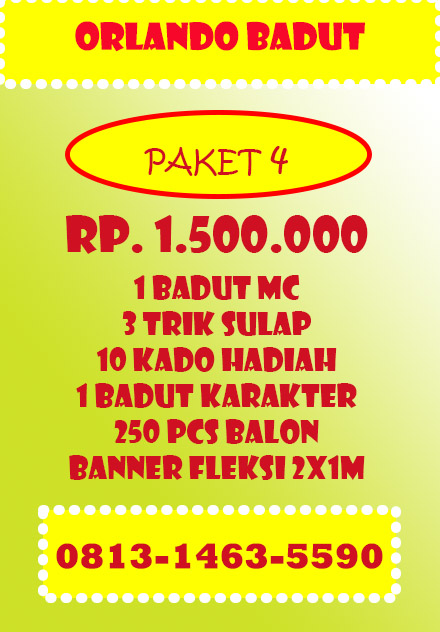 ORLANDO BADUT
PAKET 4
RP. 1.500.000
1 BADUT MC
3 TRIK SULAP
10 KADO HADIAH
1 BADUT KARAKTER
250 PCS BALON
BANNER FLEKSI 2X1M
0813-1463-5590